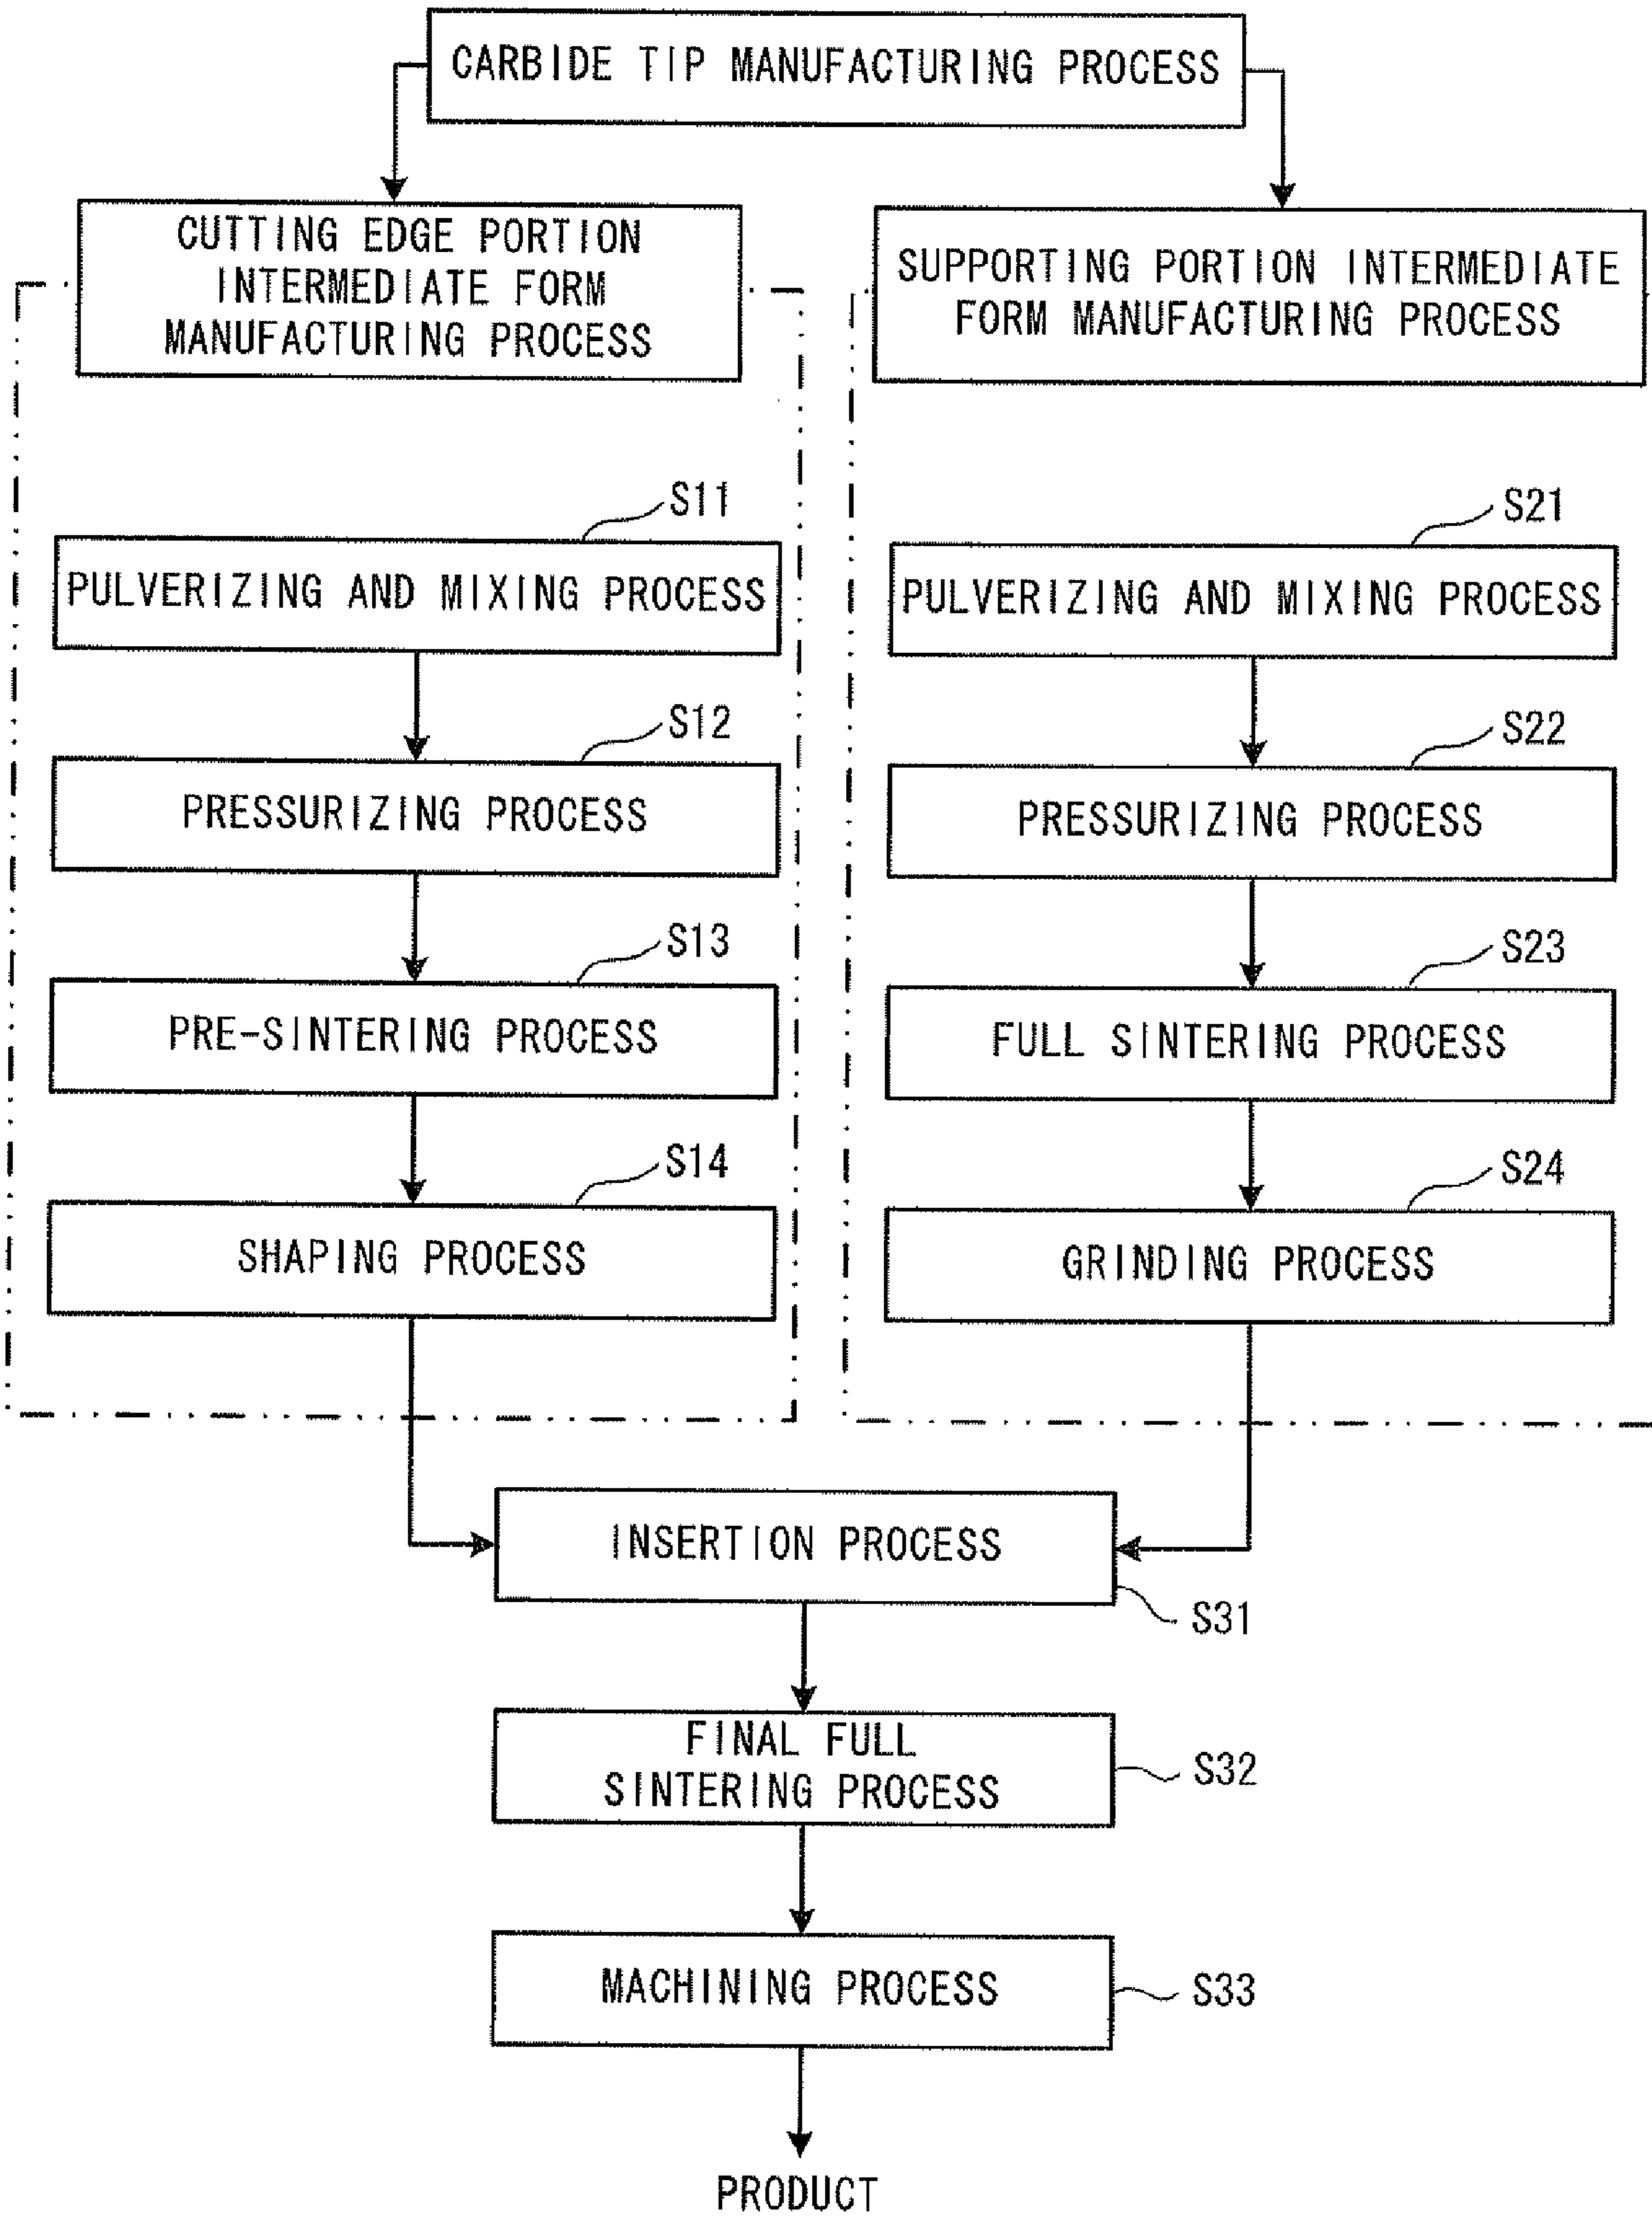 CARBIDE TIP MANUFACTURING PROCESS
CUTTING EDGE PORTION
INTERMEDIATE FORM
MANUFACTURING PROCESS
SUPPORTING PORTION INTERMEDIATE
FORM MANUFACTURING PROCESS
S11
PULVERIZING AND MIXING PROCESS
S12
PRESSURIZING PROCESS
S13
PRE-SINTERING PROCESS
S14
SHAPING PROCESS
S21
PULVERIZING AND MIXING PROCESS
S22
PRESSURIZING PROCESS
S23
FULL SINTERING PROCESS
S24
GRINDING PROCESS
INSERTION PROCESS
S31
FINAL FULL
SINTERING PROCESS
S32
MACHINING PROCESS
S33
PRODUCT